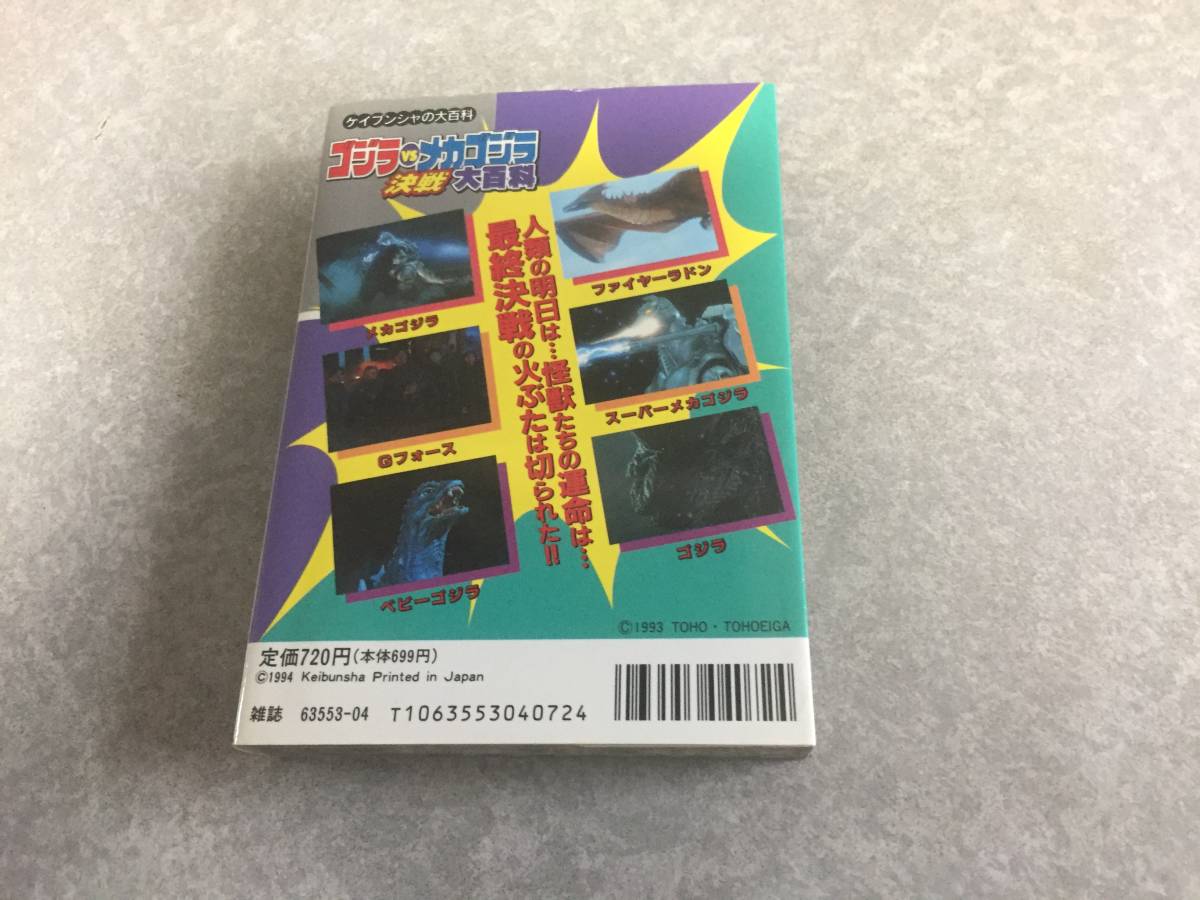 ケイブンシャの大百科
ゴジラVSメカゴジラ
決戦大百科
人類の明日は…怪獣たちの運命は…
最終決戦の火ぶたは切られた!!
メカゴジラ
Gフォース
ベビーゴジラ
ファイヤーラドン
スーパーメカゴジラ
ゴジラ
©1993 TOHO・TOHOEIGA
定価720円(本体699円)
©1994 Keibunsha Printed in Japan
雑誌 63553-04 T1063553040724